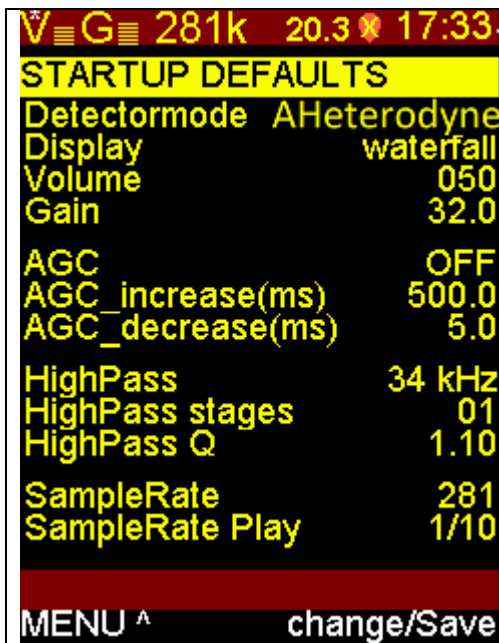 *V≡G≡ 281k 20.3 X 17:33
STARTUP DEFAULTS
Detectormode AHeterodyne
Display waterfall
Volume 050
Gain 32.0
AGC OFF
AGC_increase(ms) 500.0
AGC_decrease(ms) 5.0
HighPass 34 kHz
HighPass stages 01
HighPass Q 1.10
SampleRate 281
SampleRate Play 1/10
MENU ^ change/Save